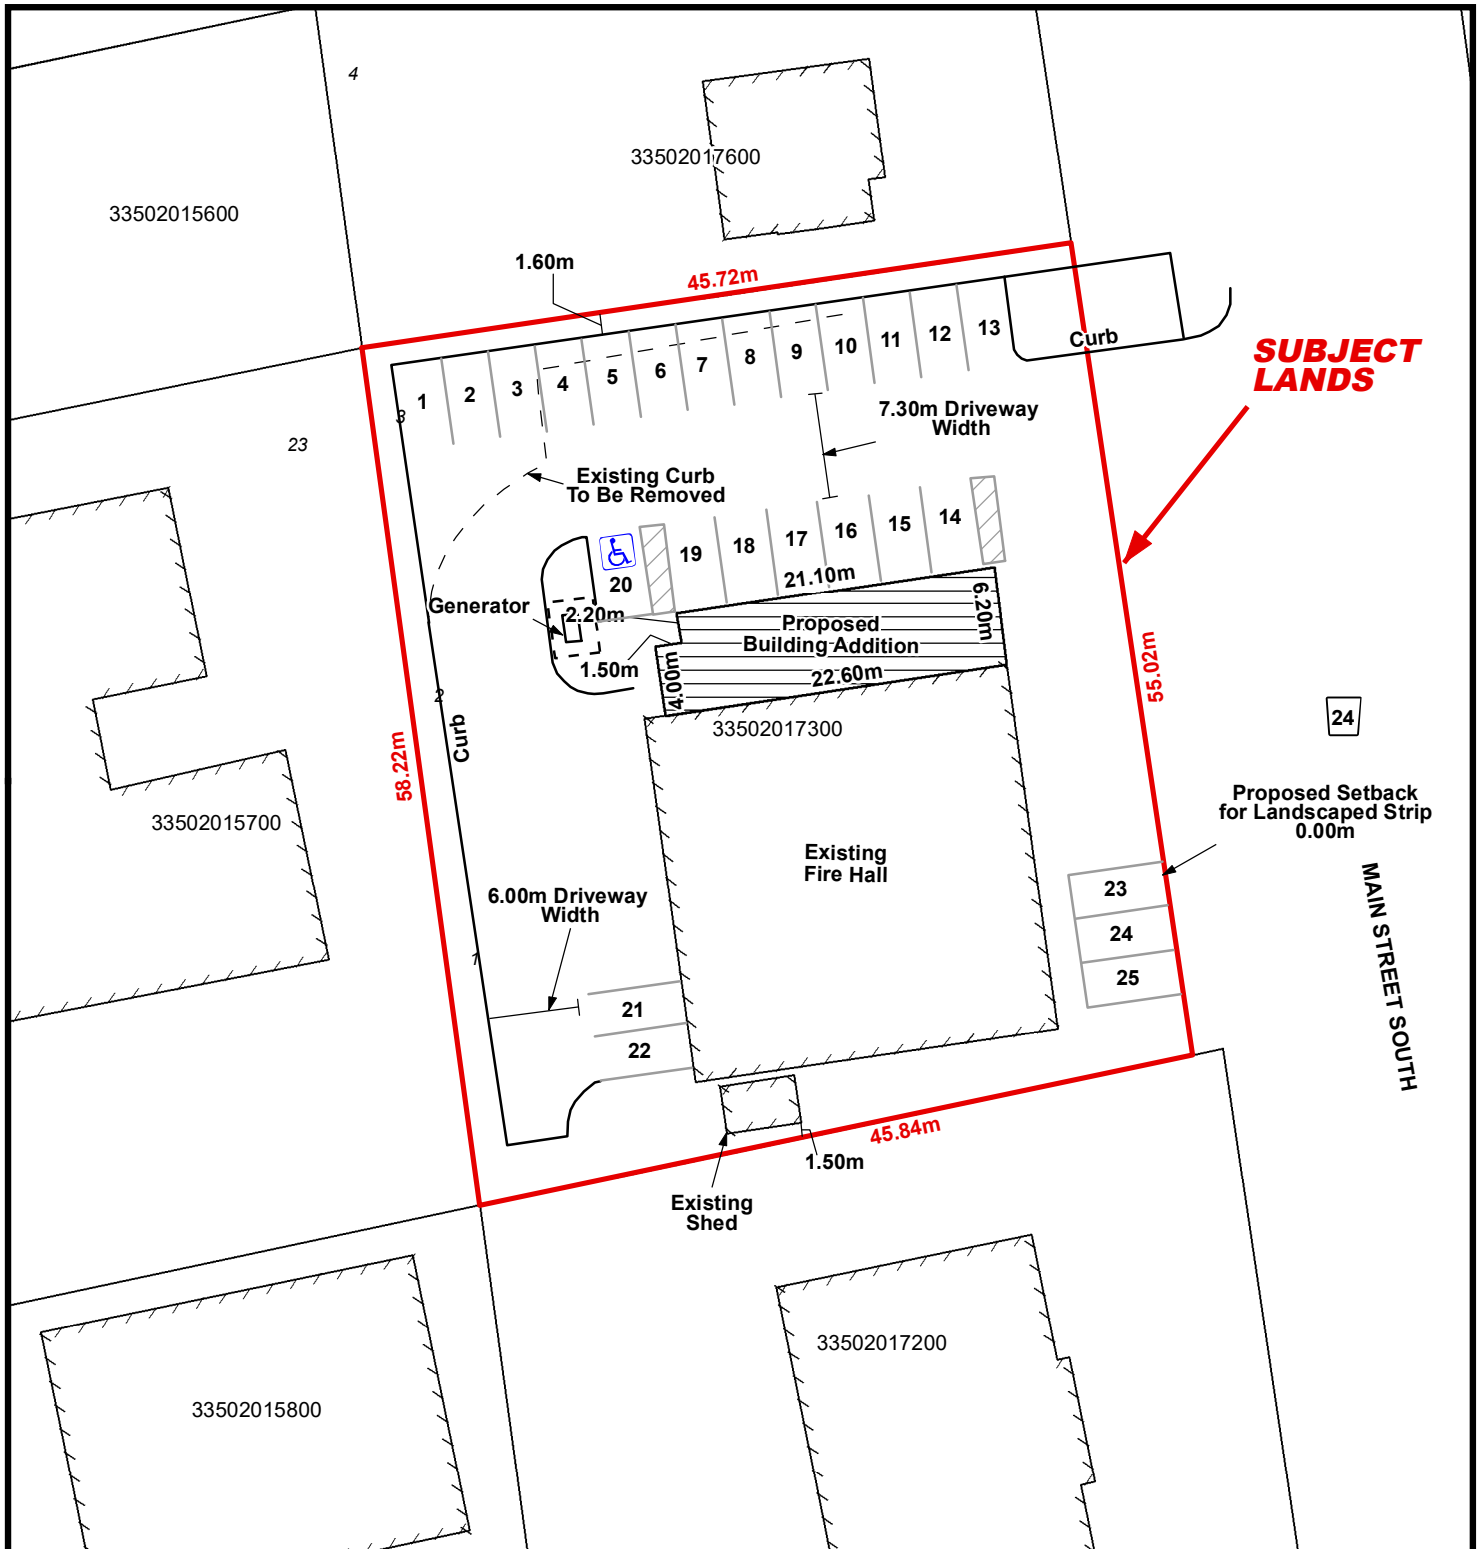 4
33502017600
33502015600
1.60m
45.72m
Curb
SUBJECT
LANDS
1
2
3
4
5
6
7
8
9
10
11
12
13
3
23
7.30m Driveway
Width
Existing Curb
To Be Removed
19
18
17
16
15
14
20
21.10m
Generator
2.20m
6.20m
Proposed
Building Addition
1.50m
4.00m
22.60m
55.02m
2
Curb
33502017300
24
58.22m
33502015700
Proposed Setback
for Landscaped Strip
0.00m
Existing
Fire Hall
6.00m Driveway
Width
23
24
25
MAIN STREET SOUTH
1
21
22
45.84m
1.50m
Existing
Shed
33502017200
33502015800